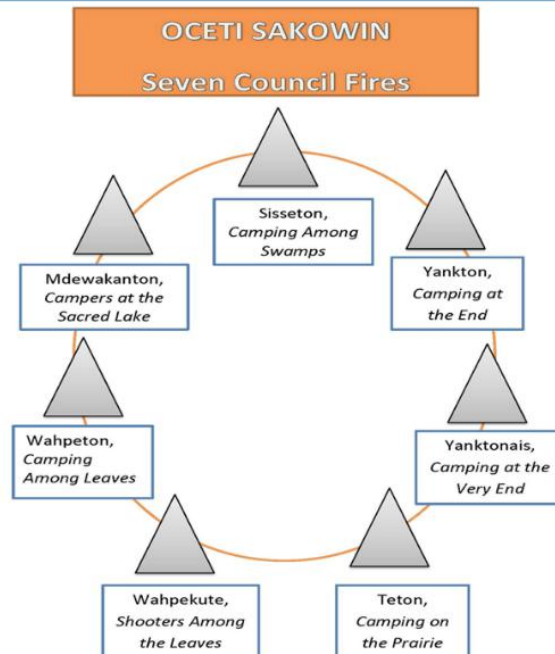 OCETI SAKOWIN
Seven Council Fires
Sisseton,
Camping Among
Swamps
Mdewakanton,
Campers at the
Sacred Lake
Yankton,
Camping at
the End
Wahpeton,
Camping
Among Leaves
Yanktonais,
Camping at the
Very End
Wahpekute,
Shooters Among
the Leaves
Teton,
Camping on
the Prairie